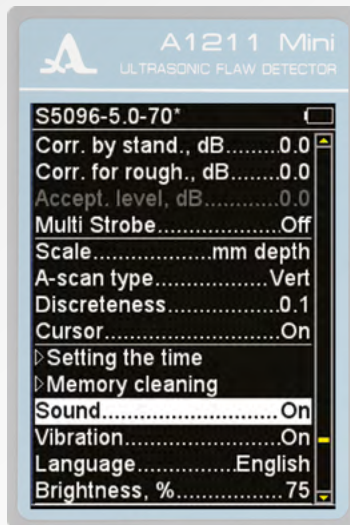 A1211 Mini
ULTRASONIC FLAW DETECTOR
S5096-5.0-70*
Corr. by stand., dB........0.0
Corr. for rough., dB.......0.0
Accept. level, dB..........0.0
Multi Strobe.................Off
Scale.................mm depth
A-scan type................Vert
Discreteness................0.1
Cursor........................On
Setting the time
Memory cleaning
Sound.........................On
Vibration.....................On
Language..............English
Brightness, %................75